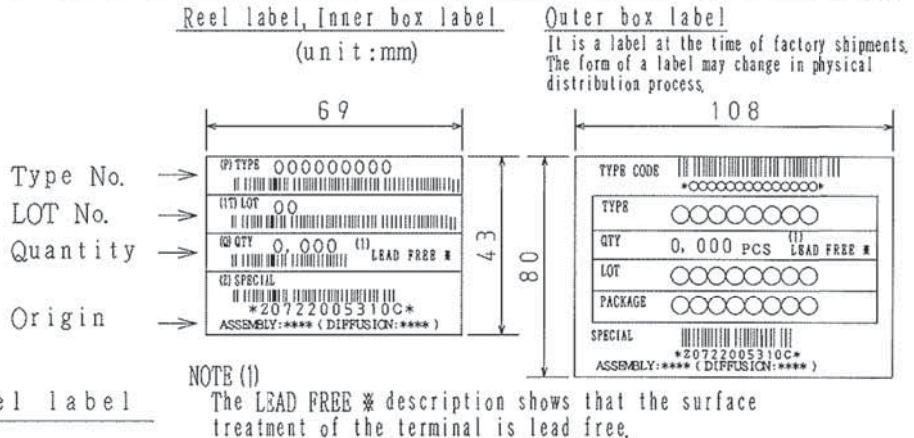 Reel label, Inner box label
(unit:mm)
Outer box label
It is a label at the time of factory shipments.
The form of a label may change in physical
distribution process.
69
108
Type No.
LOT No.
Quantity
Origin
(P) TYPE 000000000
(1T) LOT 00
(Q) QTY 0,000 (1) LEAD FREE ※
(Z) SPECIAL
*Z0722005310C*
ASSEMBLY:**** (DIFFUSION:****)
43
80
TYPE CODE
*○○○○○○○○○○○○○○*
TYPE ○○○○○○○○
QTY 0,000 PCS (1) LEAD FREE ※
LOT ○○○○○○○○
PACKAGE ○○○○○○○○
SPECIAL
*Z0722005310C*
ASSEMBLY:**** (DIFFUSION:****)
NOTE (1)
The LEAD FREE ※ description shows that the surface
treatment of the terminal is lead free.
el label